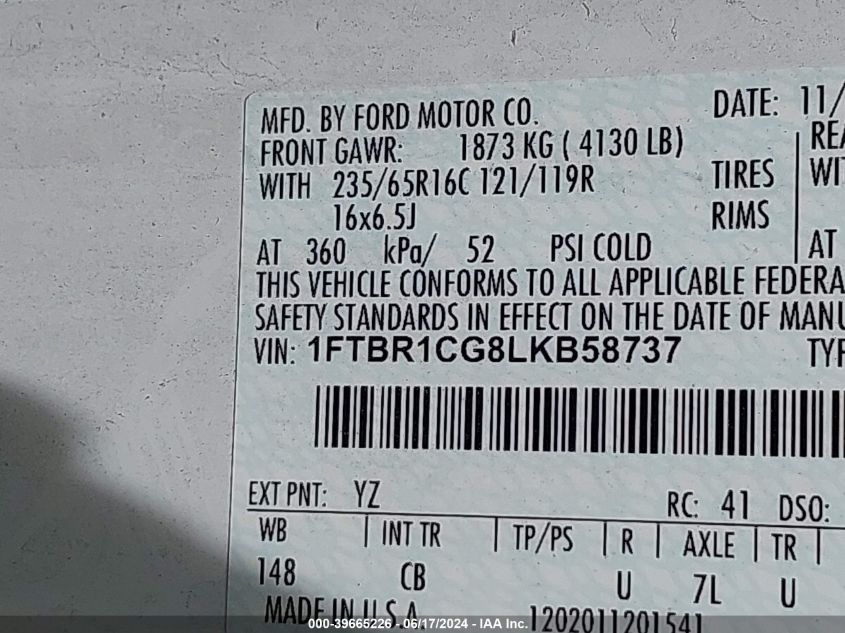 MFD. BY FORD MOTOR CO. DATE: 11/
FRONT GAWR: 1873 KG ( 4130 LB)
WITH 235/65R16C 121/119R TIRES WIT
16x6.5J RIMS
AT 360 kPa/ 52 PSI COLD AT
THIS VEHICLE CONFORMS TO ALL APPLICABLE FEDERA
SAFETY STANDARDS IN EFFECT ON THE DATE OF MANU
VIN: 1FTBR1CG8LKB58737 TYP
EXT PNT: YZ RC: 41 DSO:
WB INT TR TP/PS R AXLE TR
148 CB U 7L U
MADE IN U.S.A. 1202011201541
000-39665226 - 06/17/2024 - IAA Inc.